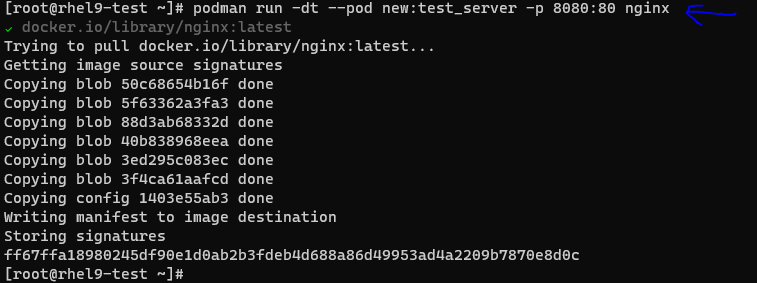 [root@rhel9-test ~]# podman run -dt --pod new:test_server -p 8080:80 nginx
✓ docker.io/library/nginx:latest
Trying to pull docker.io/library/nginx:latest...
Getting image source signatures
Copying blob 50c68654b16f done
Copying blob 5f63362a3fa3 done
Copying blob 88d3ab68332d done
Copying blob 40b838968eea done
Copying blob 3ed295c083ec done
Copying blob 3f4ca61aafcd done
Copying config 1403e55ab3 done
Writing manifest to image destination
Storing signatures
ff67ffa18980245df90e1d0ab2b3fdeb4d688a86d49953ad4a2209b7870e8d0c
[root@rhel9-test ~]#